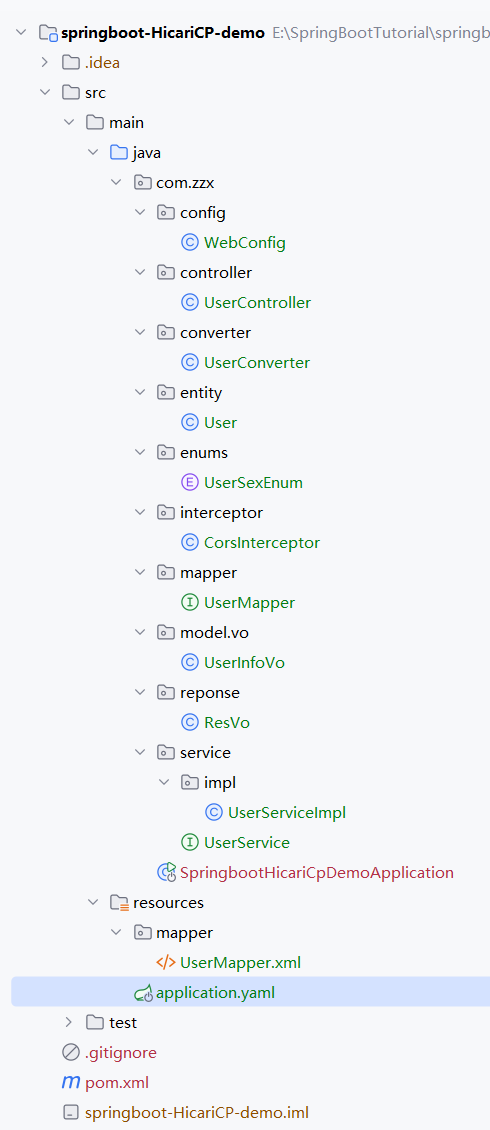 springboot-HicariCP-demo E:\SpringBootTutorial\springb
.idea
src
main
java
com.zzx
config
WebConfig
controller
UserController
converter
UserConverter
entity
User
enums
UserSexEnum
interceptor
CorsInterceptor
mapper
UserMapper
model.vo
UserInfoVo
reponse
ResVo
service
impl
UserServiceImpl
UserService
SpringbootHicariCpDemoApplication
resources
mapper
UserMapper.xml
application.yaml
test
.gitignore
pom.xml
springboot-HicariCP-demo.iml